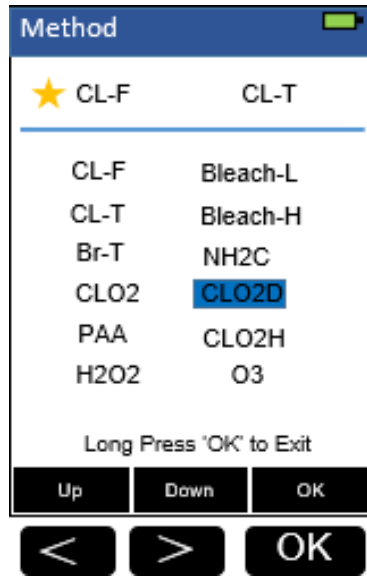 Method
CL-F CL-T
CL-F Bleach-L
CL-T Bleach-H
Br-T NH2C
CLO2 CLO2D
PAA CLO2H
H2O2 O3
Long Press 'OK' to Exit
Up Down OK
< > OK